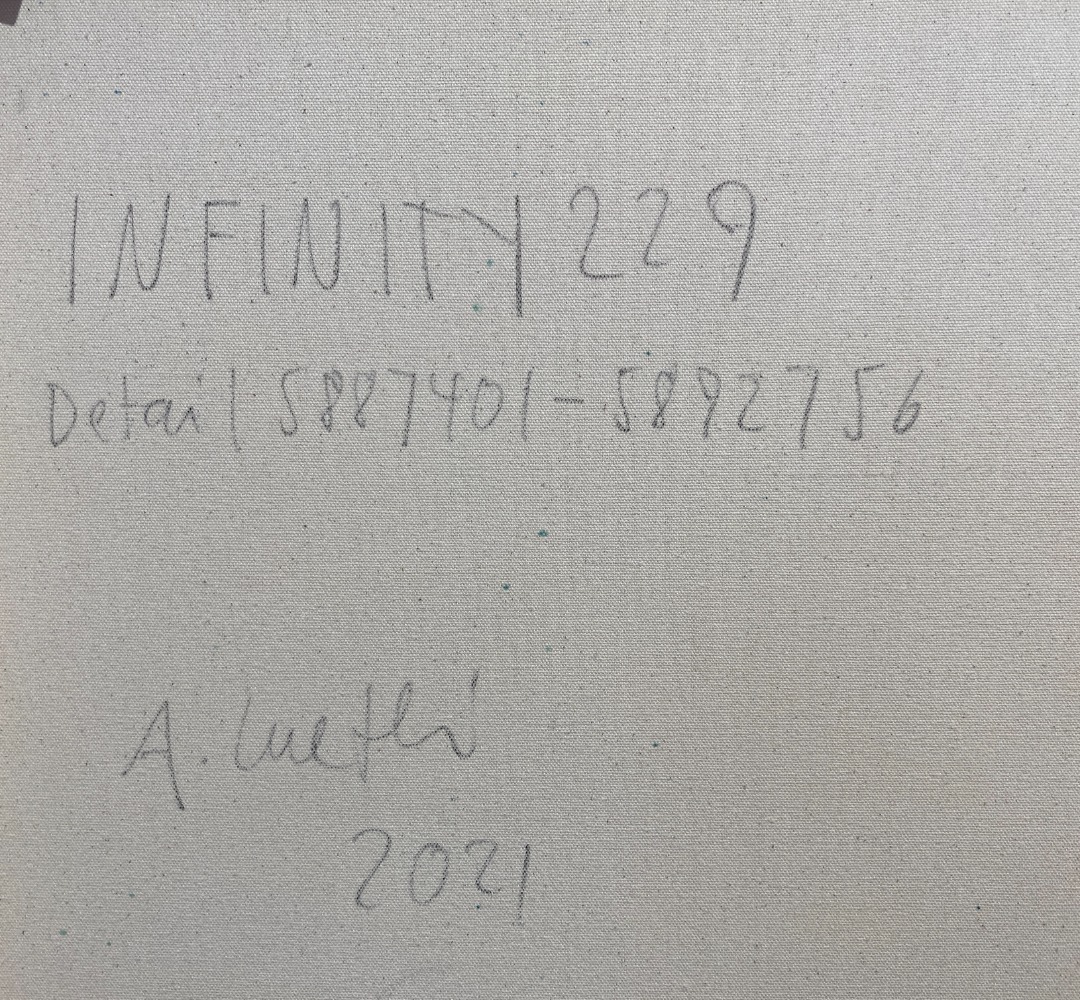 INFINITY 229
Detail 5887401-5892756
A. Luethi
2021